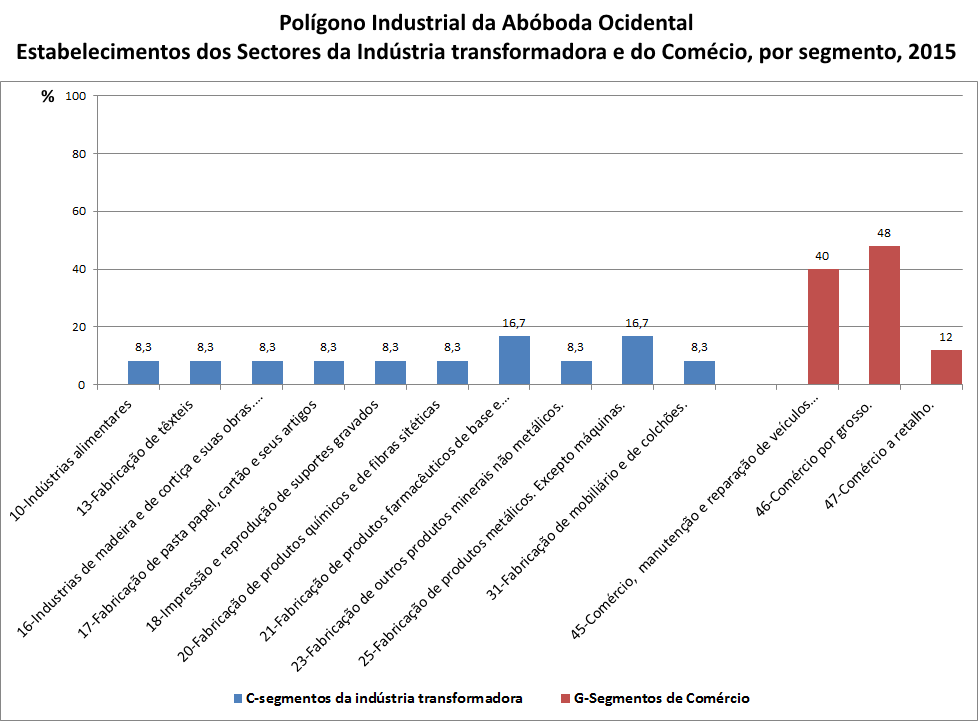 Polígono Industrial da Abóboda Ocidental
Estabelecimentos dos Sectores da Indústria transformadora e do Comécio, por segmento, 2015
%
100
80
60
40
20
0
8,3
8,3
8,3
8,3
8,3
8,3
16,7
8,3
16,7
8,3
40
48
12
10-Indústrias alimentares
13-Fabricação de têxteis
16-Industrias de madeira e de cortiça e suas obras....
17-Fabricação de pasta papel, cartão e seus artigos
18-Impressão e reprodução de suportes gravados
20-Fabricação de produtos químicos e de fibras sitéticas
21-Fabricação de produtos farmacêuticos de base e...
23-Fabricação de outros produtos minerais não metálicos.
25-Fabricação de produtos metálicos. Excepto máquinas.
31-Fabricação de mobiliário e de colchões.
45-Comércio, manutenção e reparação de veículos...
46-Comércio por grosso.
47-Comércio a retalho.
C-segmentos da indústria transformadora
G-Segmentos de Comércio